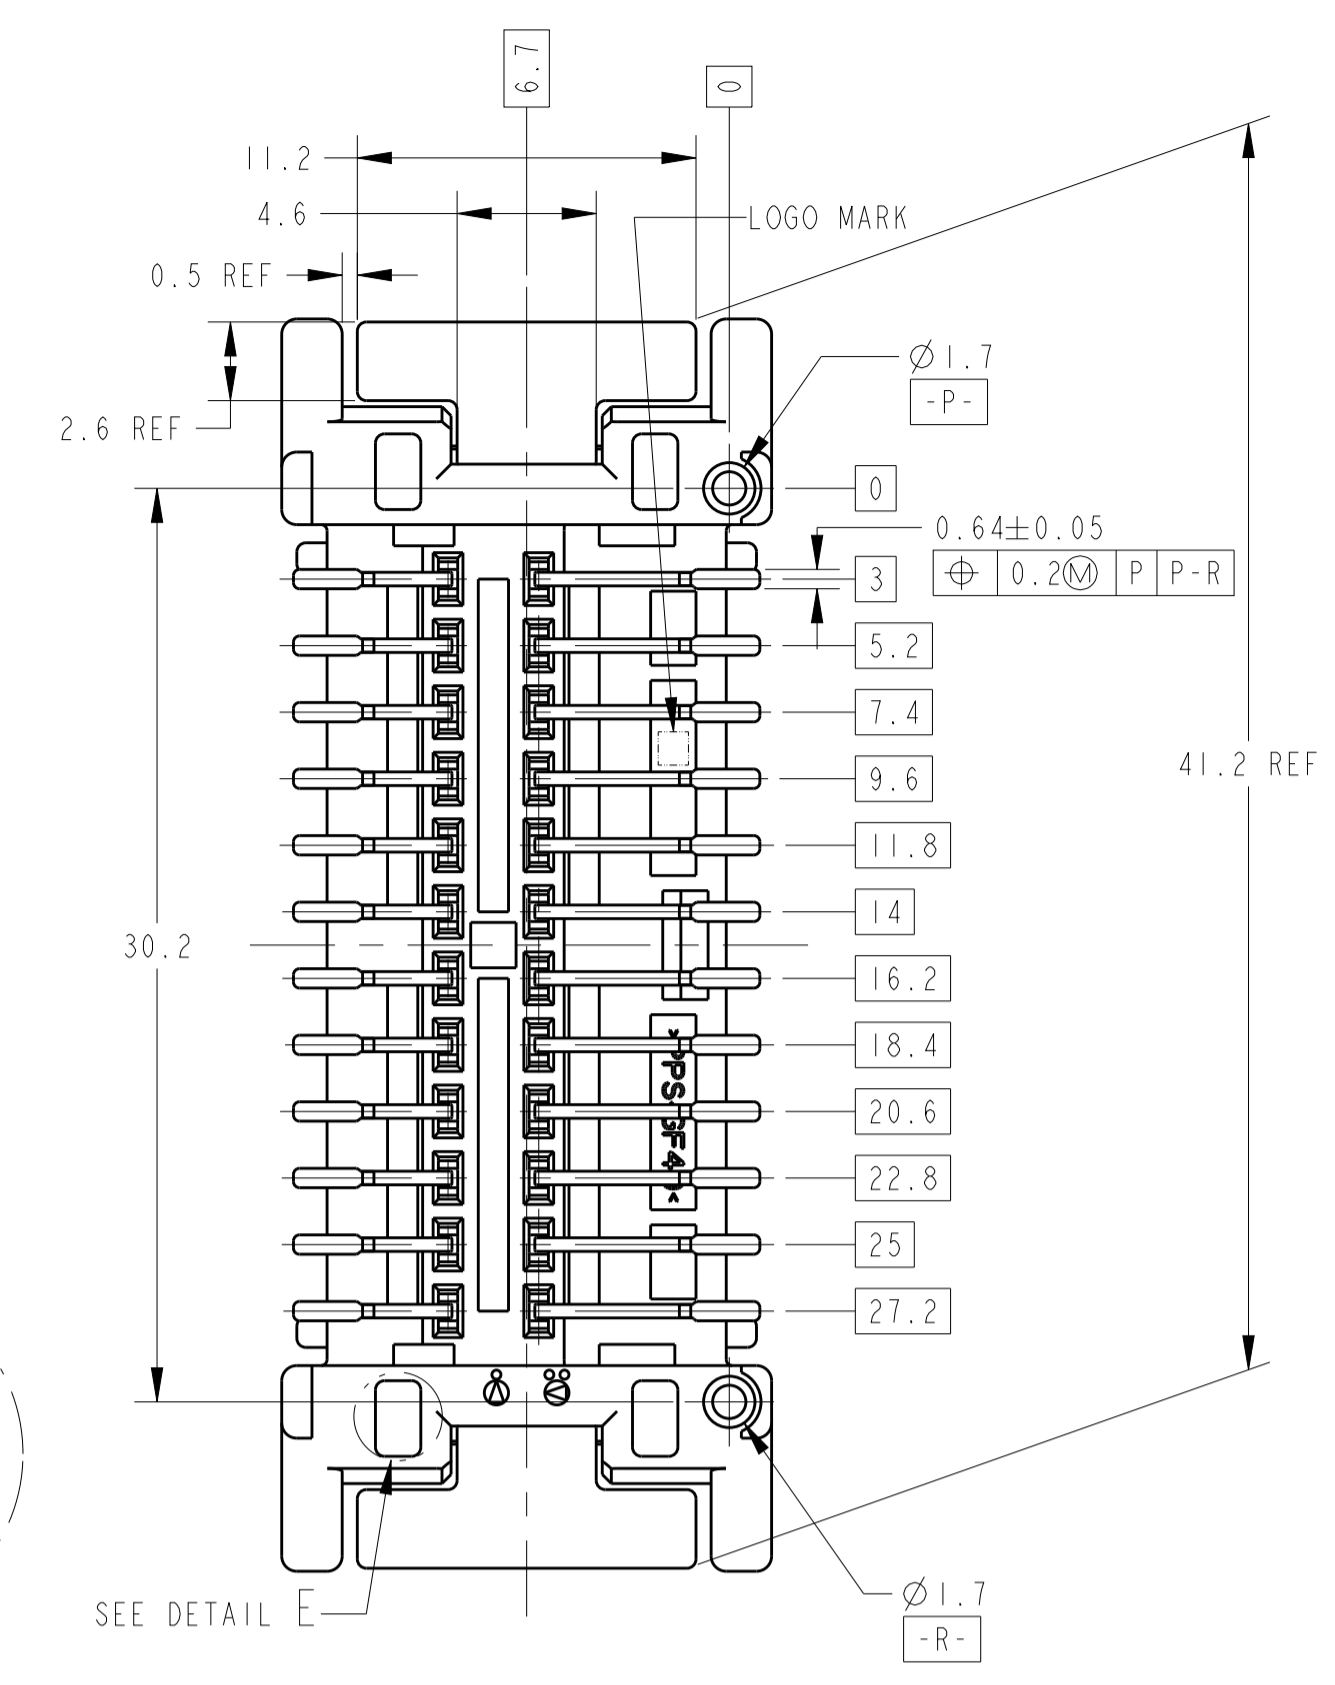 6.7
0
11.2
4.6
LOGO MARK
0.5 REF
Ø1.7
-P-
2.6 REF
0
0.64±0.05
⌖ 0.2Ⓜ P P-R
3
5.2
7.4
41.2 REF
9.6
11.8
14
30.2
16.2
18.4
20.6
22.8
25
27.2
SEE DETAIL E
Ø1.7
-R-